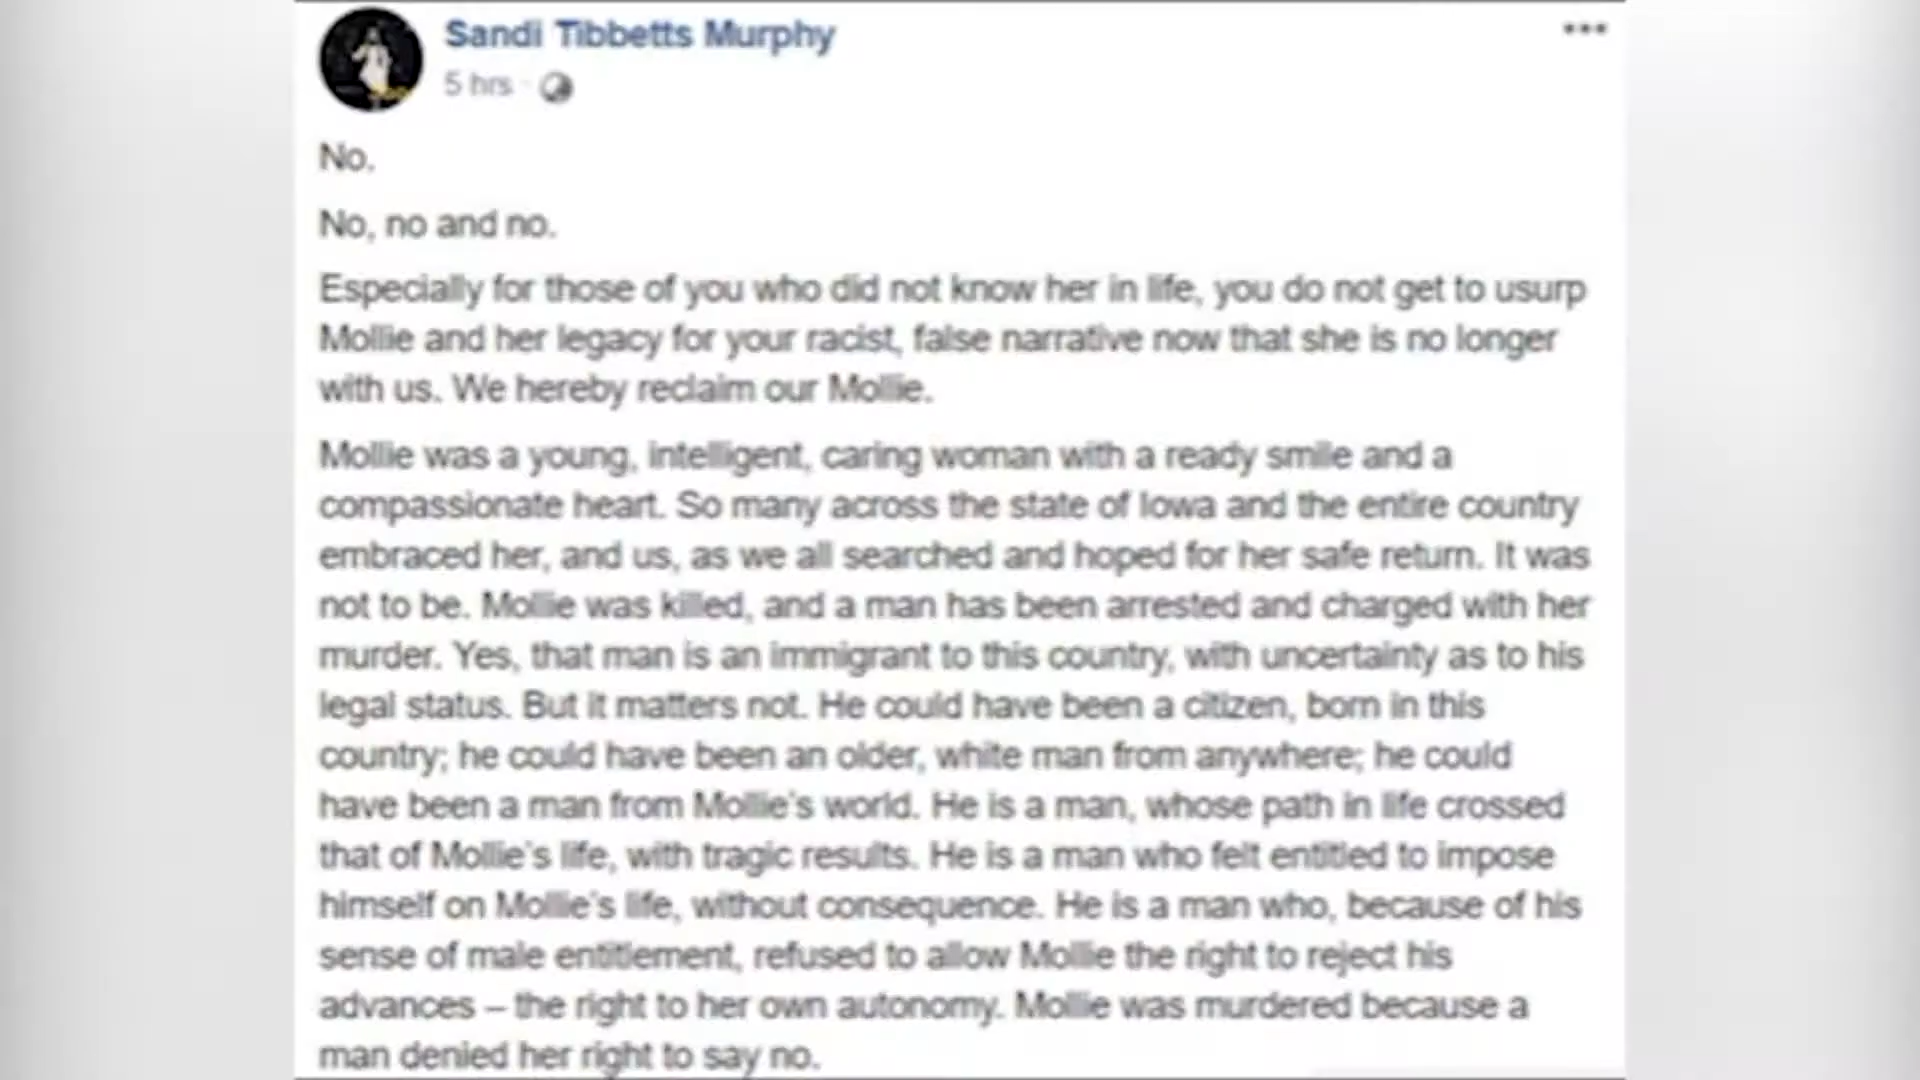 Sandi Tibbetts Murphy
5 hrs ·
No.
No, no and no.
Especially for those of you who did not know her in life, you do not get to usurp
Mollie and her legacy for your racist, false narrative now that she is no longer
with us. We hereby reclaim our Mollie.
Mollie was a young, intelligent, caring woman with a ready smile and a
compassionate heart. So many across the state of Iowa and the entire country
embraced her, and us, as we all searched and hoped for her safe return. It was
not to be. Mollie was killed, and a man has been arrested and charged with her
murder. Yes, that man is an immigrant to this country, with uncertainty as to his
legal status. But it matters not. He could have been a citizen, born in this
country; he could have been an older, white man from anywhere; he could
have been a man from Mollie's world. He is a man, whose path in life crossed
that of Mollie's life, with tragic results. He is a man who felt entitled to impose
himself on Mollie's life, without consequence. He is a man who, because of his
sense of male entitlement, refused to allow Mollie the right to reject his
advances – the right to her own autonomy. Mollie was murdered because a
man denied her right to say no.